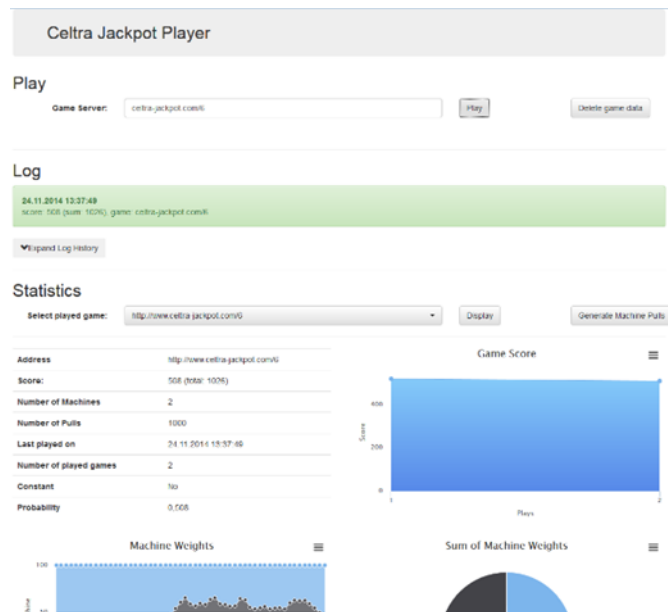 Celtra Jackpot Player
Play
Game Server: celtra-jackpot.com/6 Play Delete game data
Log
24.11.2014 13:37:49
score: 508 (sum: 1026), game: celtra-jackpot.com/6
Expand Log History
Statistics
Select played game: http://www.celtra-jackpot.com/6 Display Generate Machine Pulls
Address http://www.celtra-jackpot.com/6
Score: 508 (total: 1026)
Number of Machines 2
Number of Pulls 1000
Last played on 24.11.2014 13:37:49
Number of played games 2
Constant No
Probability 0,508
Game Score
400
200
0
Score
1 2
Plays
Machine Weights
100
50
Sum of Machine Weights